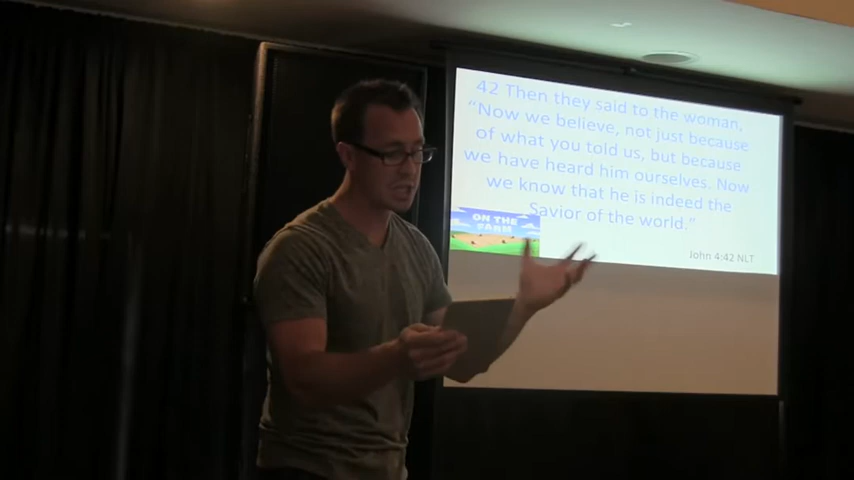 42 Then they said to the woman,
“Now we believe, not just because
of what you told us, but because
we have heard him ourselves. Now
we know that he is indeed the
Savior of the world.”
ON THE
FARM
John 4:42 NLT